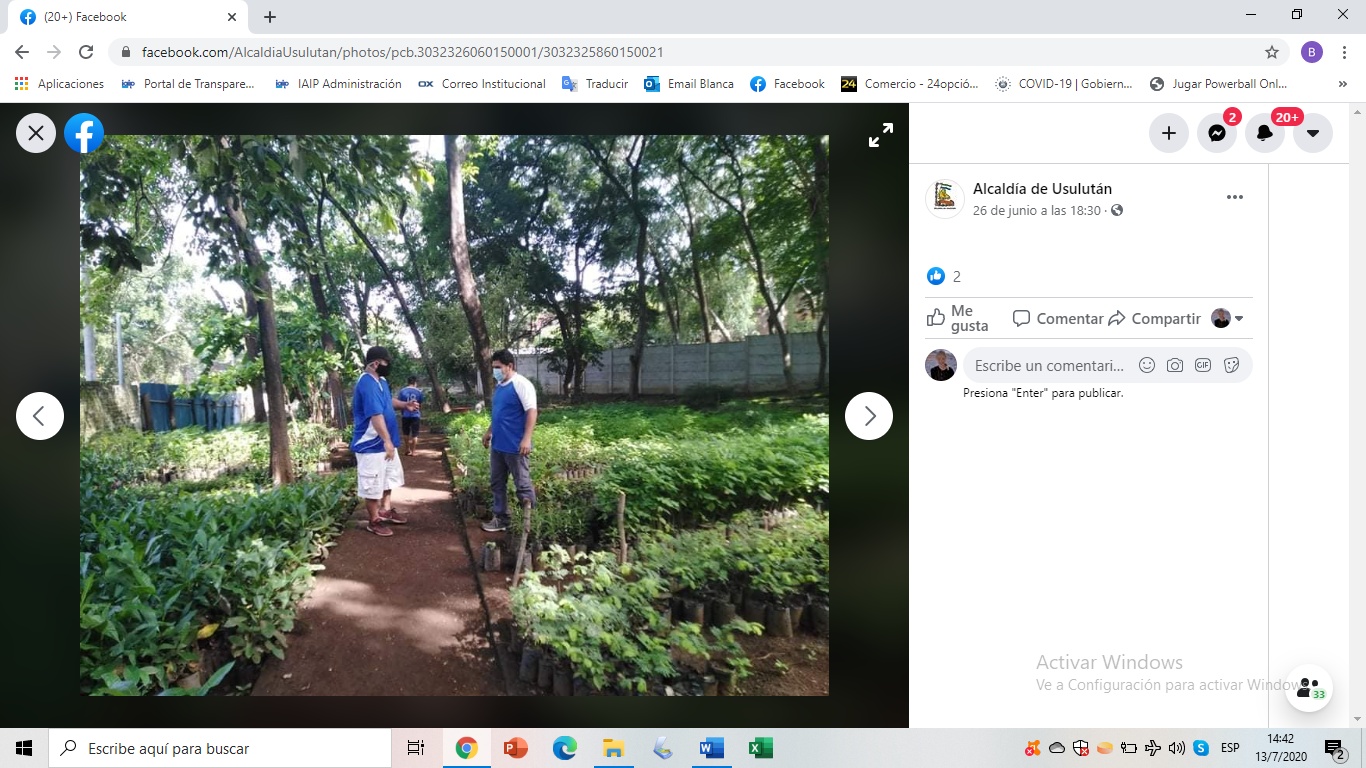 (20+) Facebook
facebook.com/AlcaldiaUsulutan/photos/pcb.3032326060150001/3032325860150021
B
Aplicaciones
Portal de Transpare...
IAIP Administración
Correo Institucional
Traducir
Email Blanca
Facebook
24
Comercio - 24opció...
COVID-19 | Gobiern...
Jugar Powerball Onl...
»
2
20+
Alcaldía de Usulután
26 de junio a las 18:30 ·
2
Me gusta
Comentar
Compartir
Escribe un comentari...
GIF
Presiona "Enter" para publicar.
Activar Windows
Ve a Configuración para activar Windows
33
Escribe aquí para buscar
ESP
14:42
13/7/2020
2